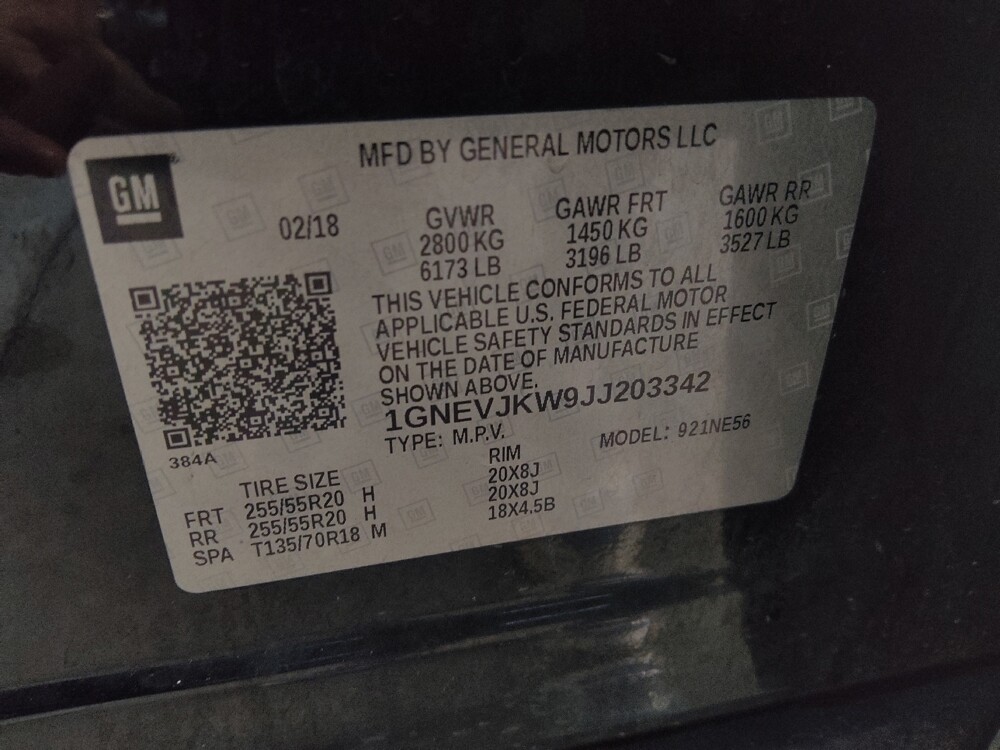 MFD BY GENERAL MOTORS LLC
GM
02/18
GVWR
2800 KG
6173 LB
GAWR FRT
1450 KG
3196 LB
GAWR RR
1600 KG
3527 LB
THIS VEHICLE CONFORMS TO ALL
APPLICABLE U.S. FEDERAL MOTOR
VEHICLE SAFETY STANDARDS IN EFFECT
ON THE DATE OF MANUFACTURE
SHOWN ABOVE.
1GNEVJKW9JJ203342
TYPE: M.P.V.
MODEL: 921NE56
384A
TIRE SIZE RIM
FRT 255/55R20 H 20X8J
RR 255/55R20 H 20X8J
SPA T135/70R18 M 18X4.5B